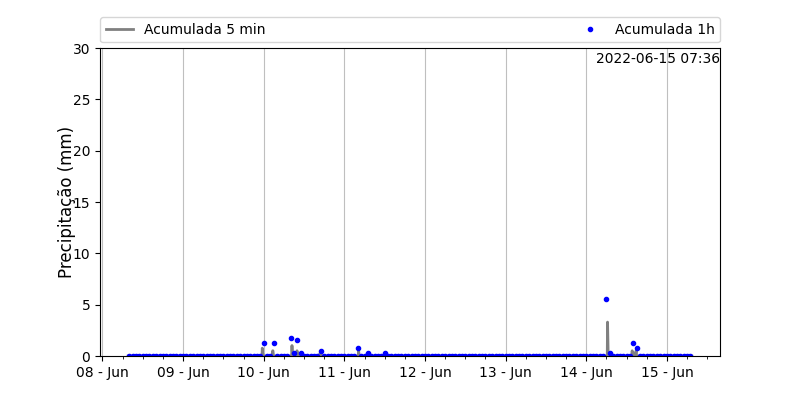 Acumulada 5 min
Acumulada 1h
2022-06-15 07:36
Precipitação (mm)
30
25
20
15
10
5
0
08 - Jun
09 - Jun
10 - Jun
11 - Jun
12 - Jun
13 - Jun
14 - Jun
15 - Jun